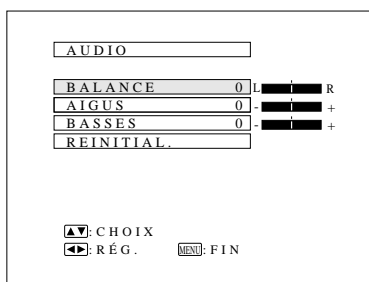 AUDIO
BALANCE 0 L R
AIGUS 0 - +
BASSES 0 - +
REINITIAL.
▲▼: CHOIX
◀▶: RÉG. MENU: FIN